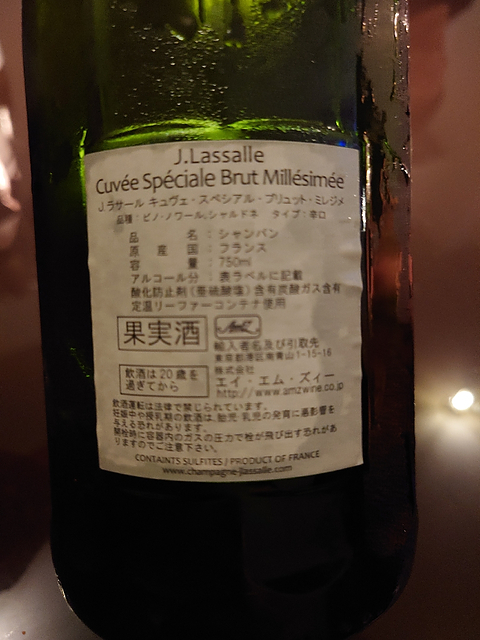 J.Lassalle
Cuvée Spéciale Brut Millésimée
J.ラサール キュヴェ・スペシアル・ブリュット・ミレジメ
品種：ピノ・ノワール,シャルドネ タイプ：辛口
品名：シャンパン
原産国：フランス
容量：750ml
アルコール分：表ラベルに記載
酸化防止剤（亜硫酸塩）含有炭酸ガス含有
定温リーファーコンテナ使用
果実酒
AMZ
輸入者名及び引取先
東京都港区南青山1-15-16
飲酒は20歳を
過ぎてから
株式会社
エイ・エム・ズィー
http://www.amzwine.co.jp
飲酒運転は法律で禁じられています。
妊娠中や授乳期の飲酒は、胎児・乳児の発育に悪影響を
与える恐れがあります。
開栓時に容器内のガスの圧力で栓が飛び出す恐れがあ
りますのでご注意下さい。
CONTAINTS SULFITES / PRODUCT OF FRANCE
www.champagne-jlassalle.com